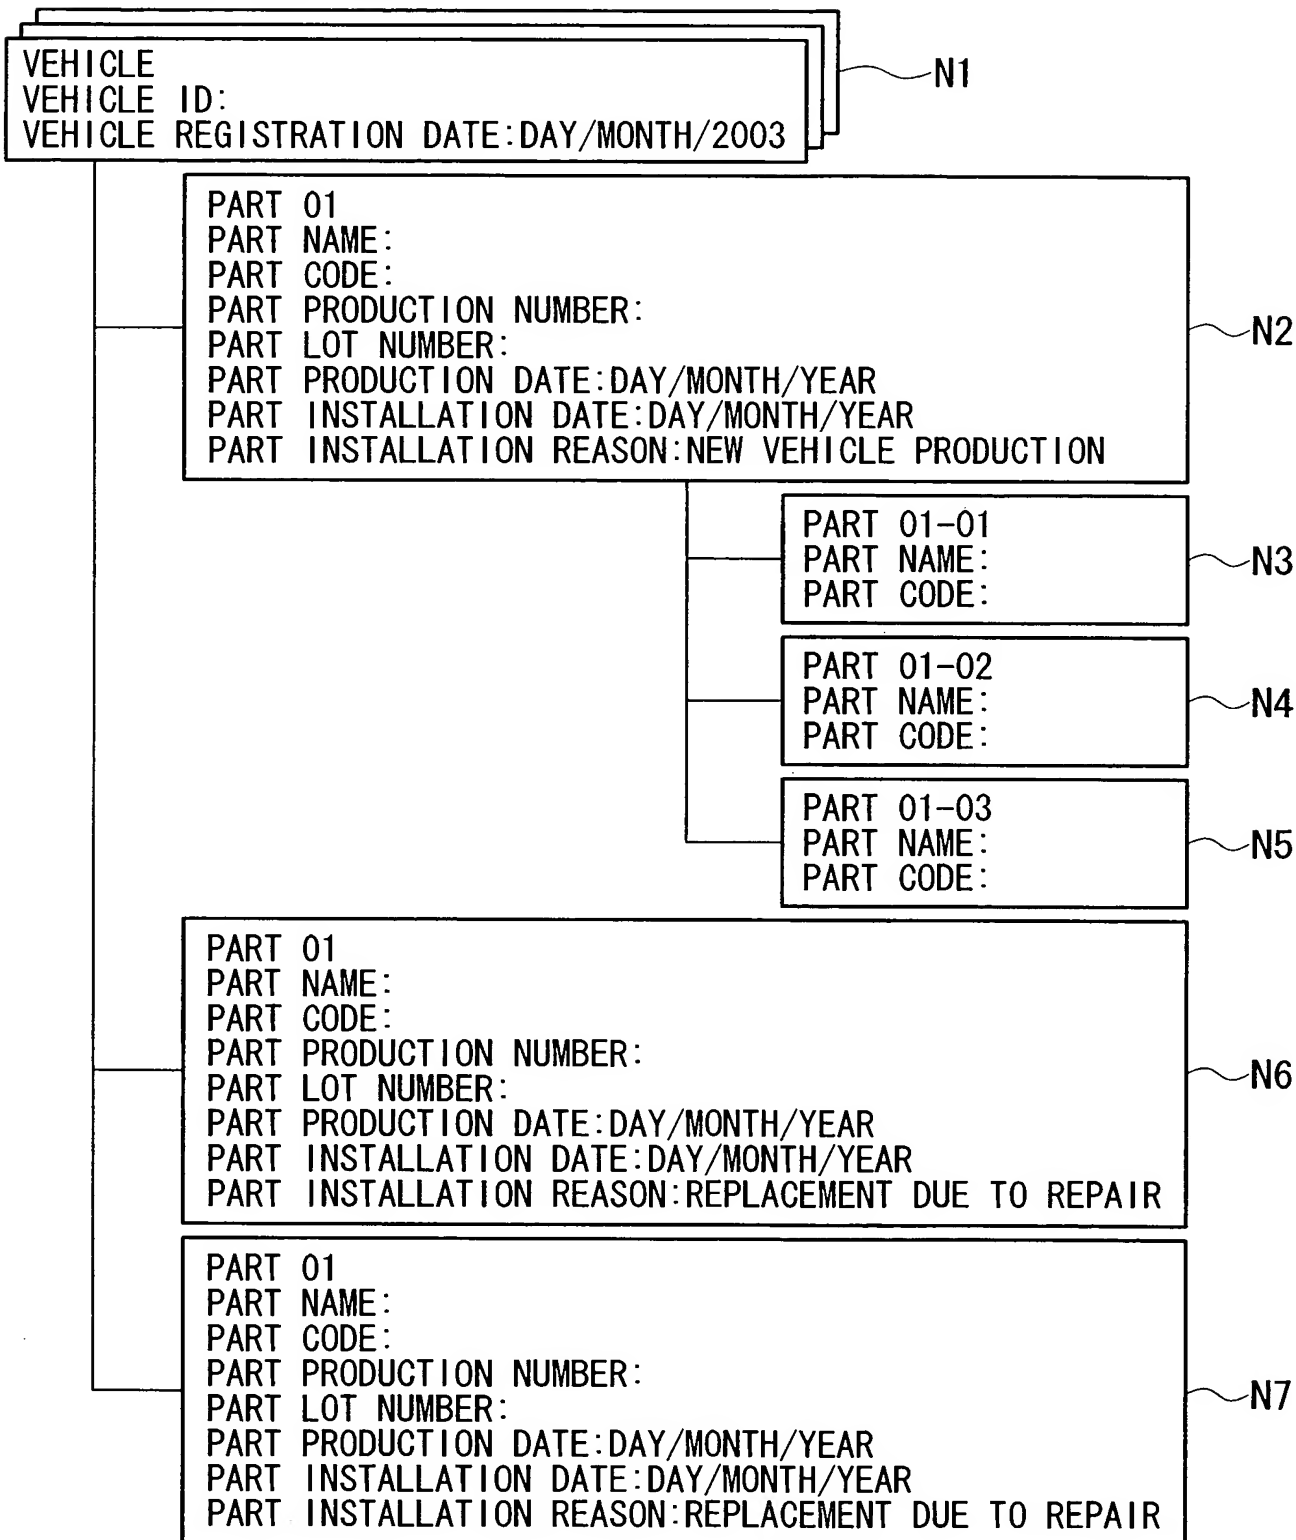 VEHICLE
VEHICLE ID:
VEHICLE REGISTRATION DATE:DAY/MONTH/2003
N1
PART 01
PART NAME:
PART CODE:
PART PRODUCTION NUMBER:
PART LOT NUMBER:
PART PRODUCTION DATE:DAY/MONTH/YEAR
PART INSTALLATION DATE:DAY/MONTH/YEAR
PART INSTALLATION REASON:NEW VEHICLE PRODUCTION
N2
PART 01-01
PART NAME:
PART CODE:
N3
PART 01-02
PART NAME:
PART CODE:
N4
PART 01-03
PART NAME:
PART CODE:
N5
PART 01
PART NAME:
PART CODE:
PART PRODUCTION NUMBER:
PART LOT NUMBER:
PART PRODUCTION DATE:DAY/MONTH/YEAR
PART INSTALLATION DATE:DAY/MONTH/YEAR
PART INSTALLATION REASON:REPLACEMENT DUE TO REPAIR
N6
PART 01
PART NAME:
PART CODE:
PART PRODUCTION NUMBER:
PART LOT NUMBER:
PART PRODUCTION DATE:DAY/MONTH/YEAR
PART INSTALLATION DATE:DAY/MONTH/YEAR
PART INSTALLATION REASON:REPLACEMENT DUE TO REPAIR
N7